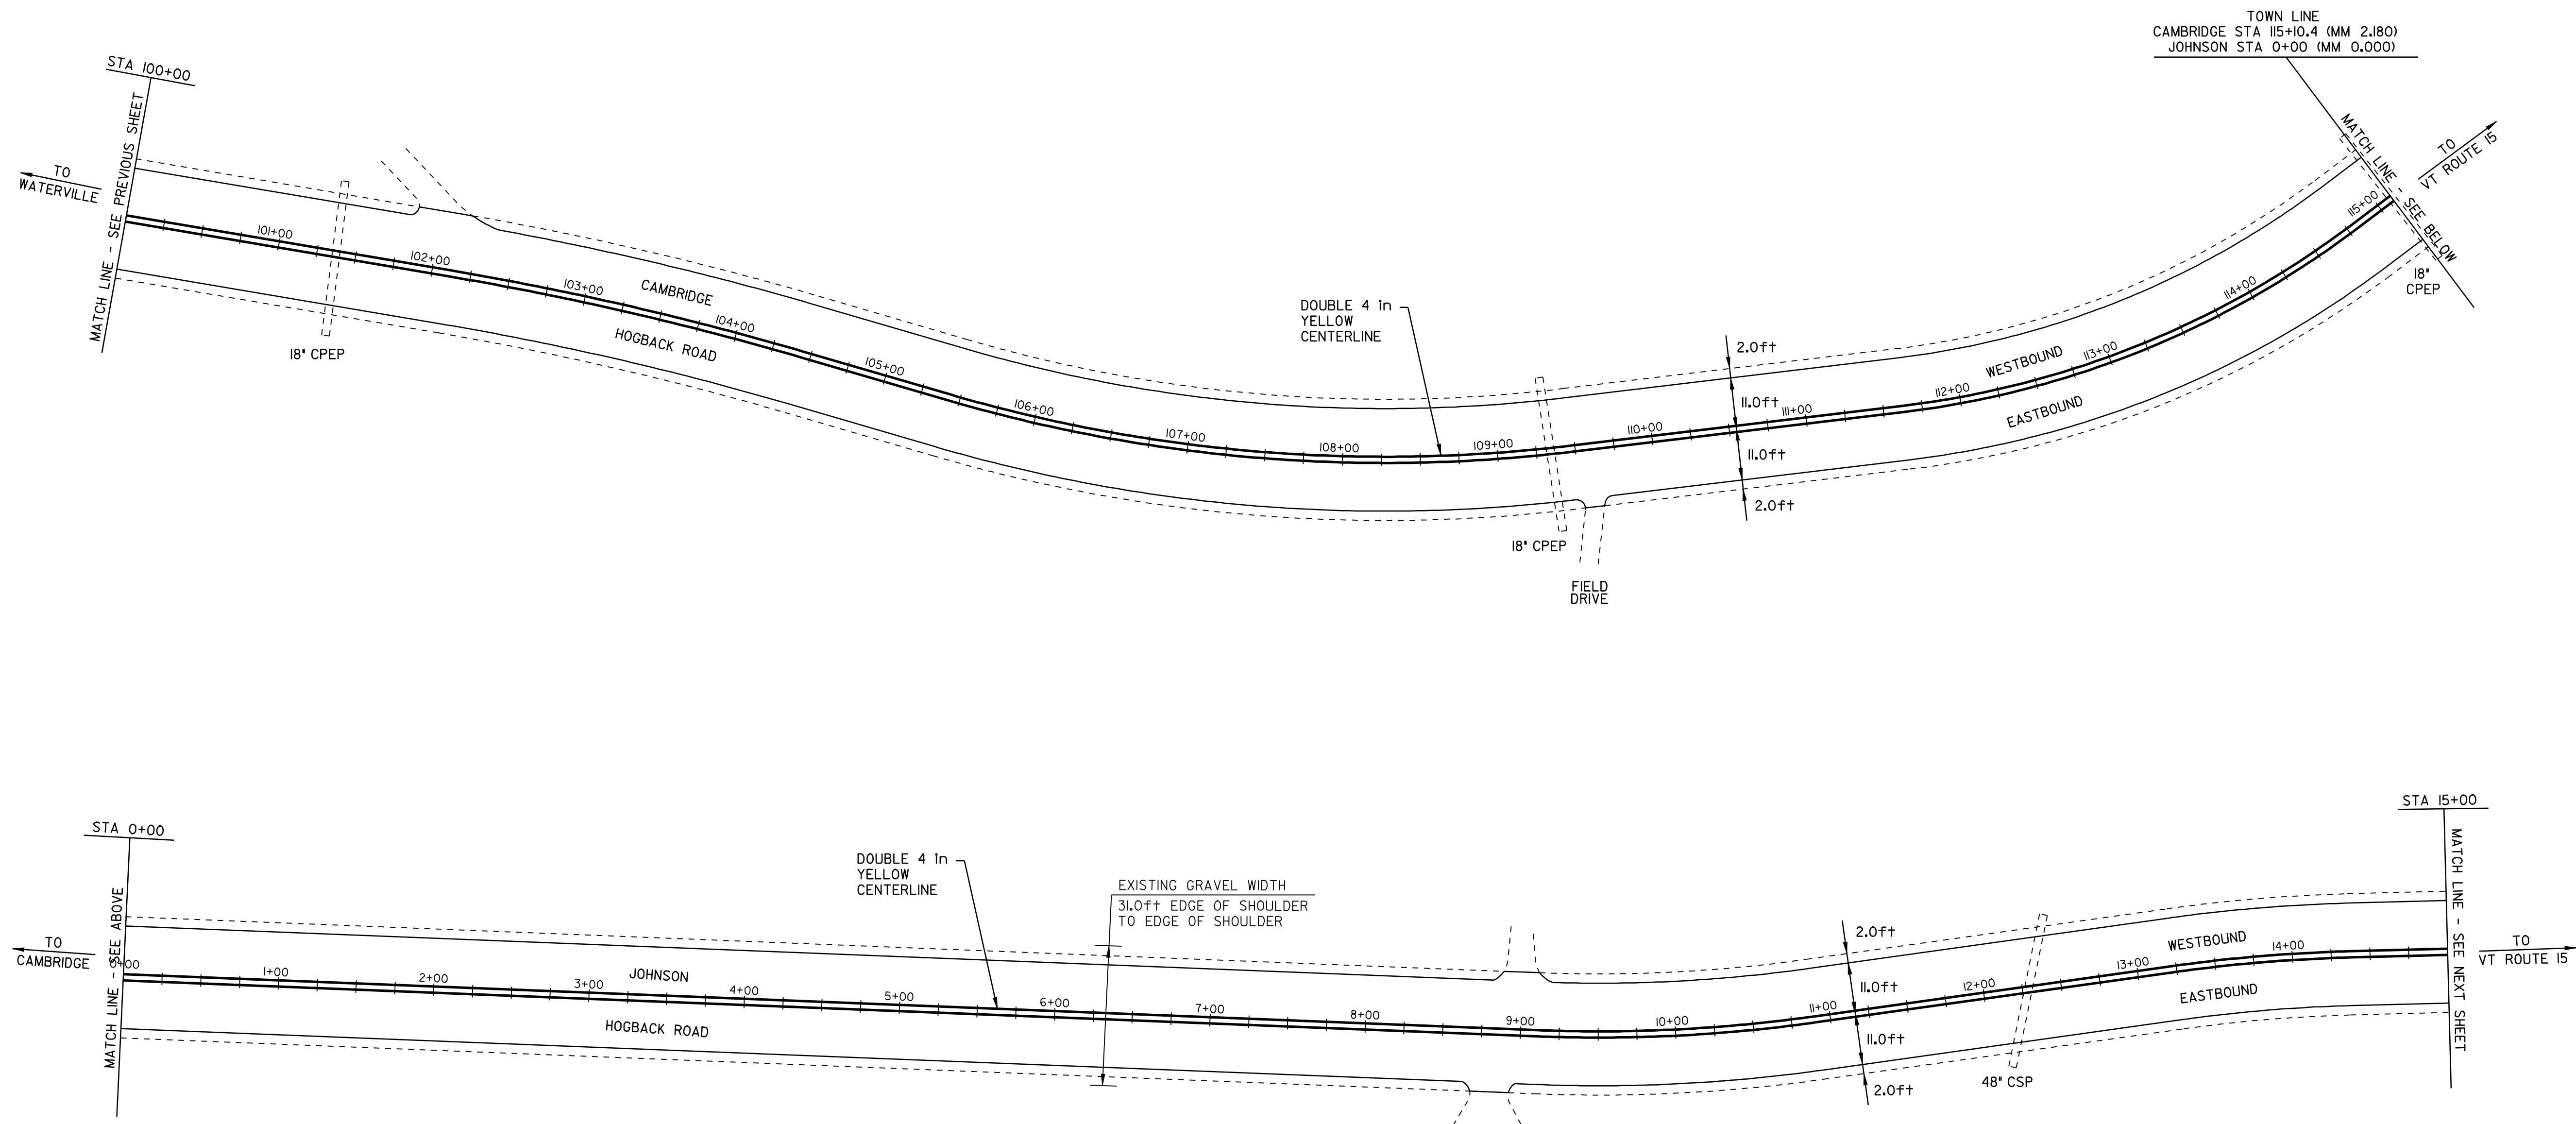 TOWN LINE
CAMBRIDGE STA 115+10.4 (MM 2.180)
JOHNSON STA 0+00 (MM 0.000)
STA 100+00
MATCH LINE - SEE PREVIOUS SHEET
TO
WATERVILLE
101+00
102+00
103+00
104+00
105+00
106+00
107+00
108+00
109+00
110+00
111+00
112+00
113+00
114+00
115+00
18" CPEP
CAMBRIDGE
HOGBACK ROAD
DOUBLE 4 in
YELLOW
CENTERLINE
18" CPEP
FIELD
DRIVE
2.0ft
11.0ft
11.0ft
2.0ft
WESTBOUND
EASTBOUND
MATCH LINE - SEE BELOW
TO
VT ROUTE 15
18"
CPEP
STA 0+00
MATCH LINE - SEE ABOVE
TO
CAMBRIDGE
0+00
1+00
2+00
3+00
4+00
5+00
6+00
7+00
8+00
9+00
10+00
11+00
12+00
13+00
14+00
JOHNSON
HOGBACK ROAD
DOUBLE 4 in
YELLOW
CENTERLINE
EXISTING GRAVEL WIDTH
31.0ft EDGE OF SHOULDER
TO EDGE OF SHOULDER
2.0ft
11.0ft
11.0ft
2.0ft
48" CSP
WESTBOUND
EASTBOUND
STA 15+00
MATCH LINE - SEE NEXT SHEET
TO
VT ROUTE 15